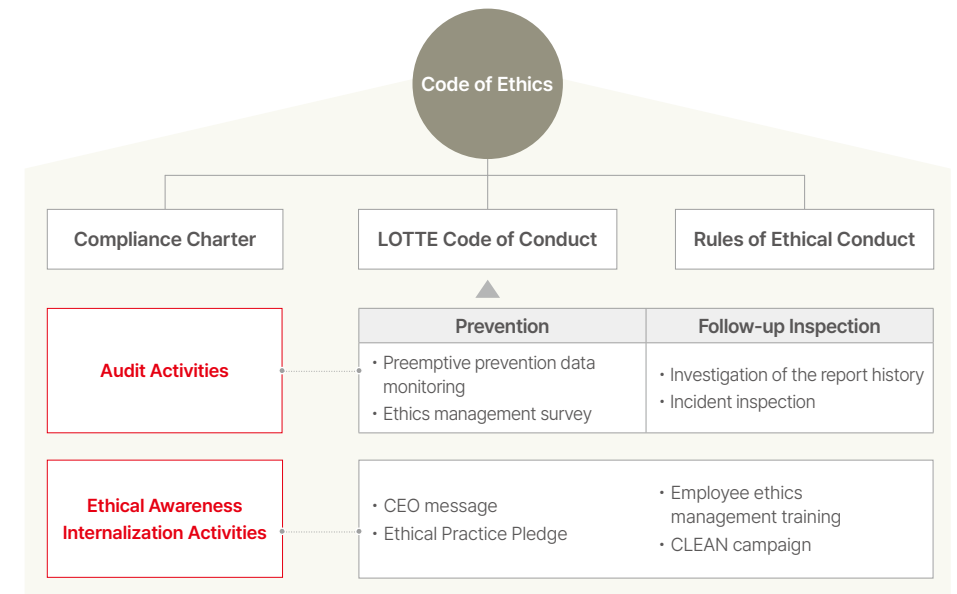 Code of Ethics
Compliance Charter
LOTTE Code of Conduct
Rules of Ethical Conduct
Audit Activities
Prevention
• Preemptive prevention data
monitoring
• Ethics management survey
Follow-up Inspection
• Investigation of the report history
• Incident inspection
Ethical Awareness
Internalization Activities
• CEO message
• Ethical Practice Pledge
• Employee ethics
management training
• CLEAN campaign